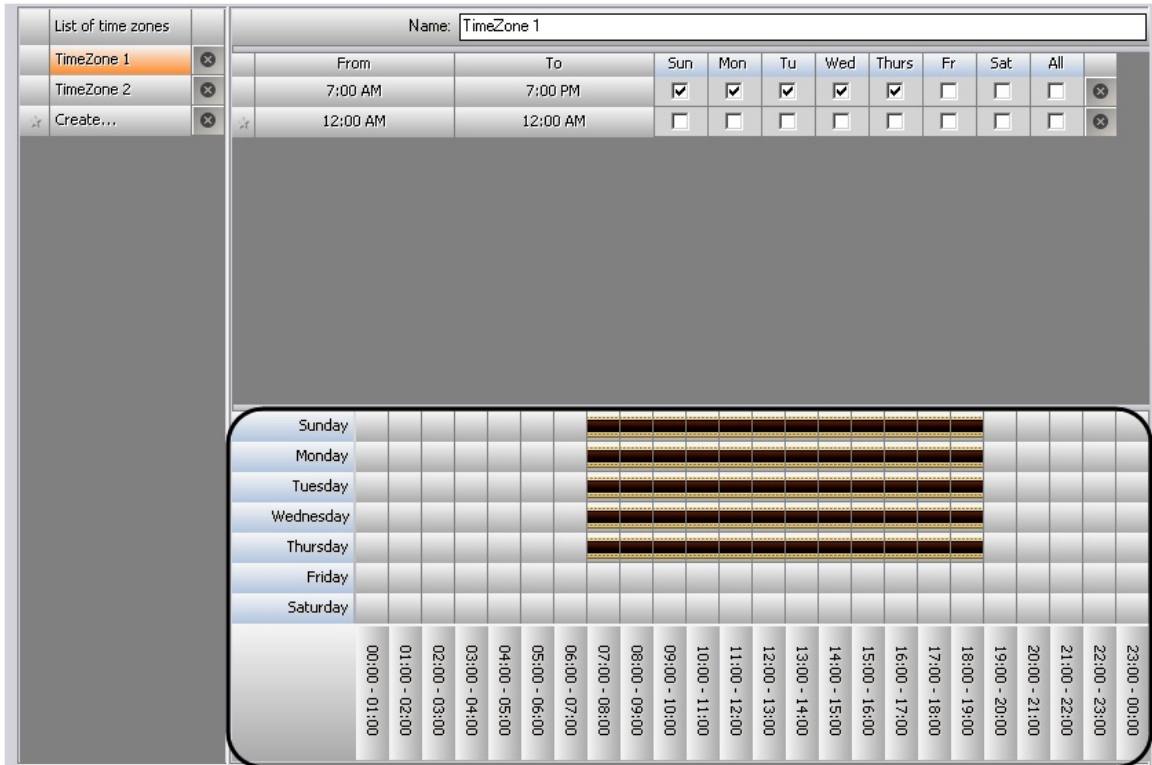 List of time zones
TimeZone 1
TimeZone 2
Create...
Name: TimeZone 1
From To Sun Mon Tu Wed Thurs Fr Sat All
7:00 AM 7:00 PM
12:00 AM 12:00 AM
Sunday
Monday
Tuesday
Wednesday
Thursday
Friday
Saturday
00:00 - 01:00
01:00 - 02:00
02:00 - 03:00
03:00 - 04:00
04:00 - 05:00
05:00 - 06:00
06:00 - 07:00
07:00 - 08:00
08:00 - 09:00
09:00 - 10:00
10:00 - 11:00
11:00 - 12:00
12:00 - 13:00
13:00 - 14:00
14:00 - 15:00
15:00 - 16:00
16:00 - 17:00
17:00 - 18:00
18:00 - 19:00
19:00 - 20:00
20:00 - 21:00
21:00 - 22:00
22:00 - 23:00
23:00 - 00:00